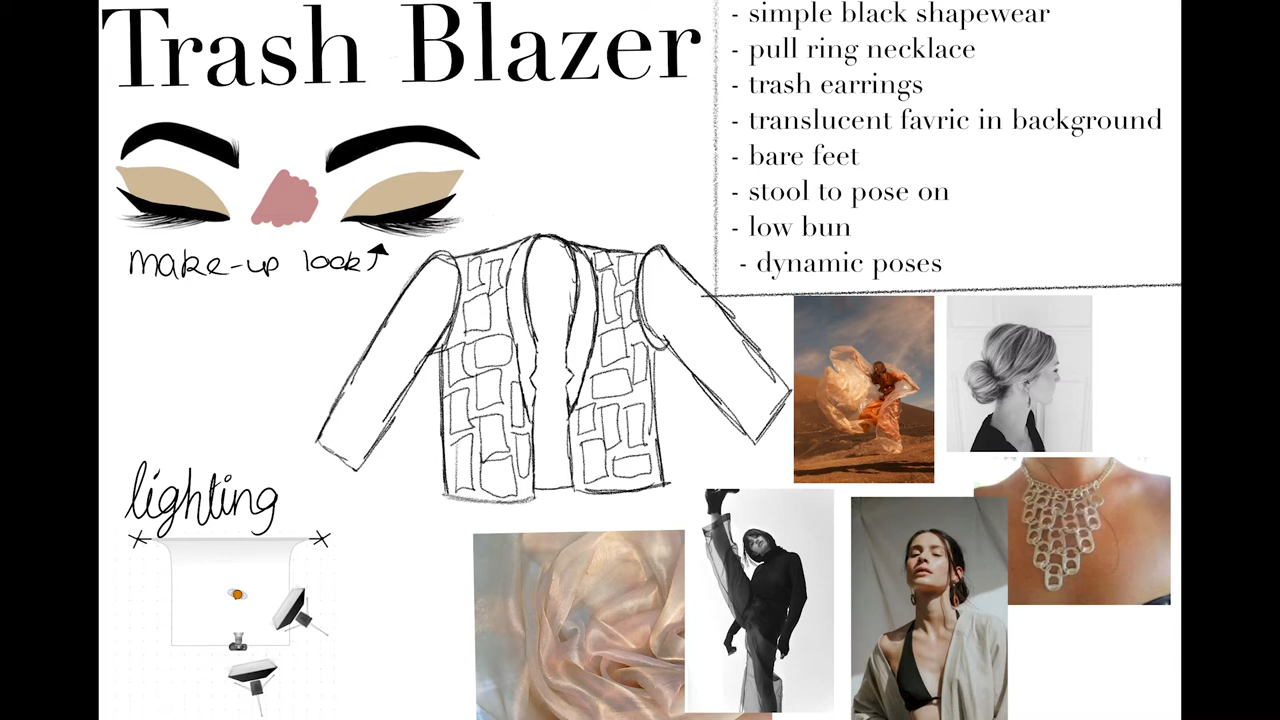 Trash Blazer
- simple black shapewear
- pull ring necklace
- trash earrings
- translucent favric in background
- bare feet
- stool to pose on
- low bun
- dynamic poses
make-up look
lighting